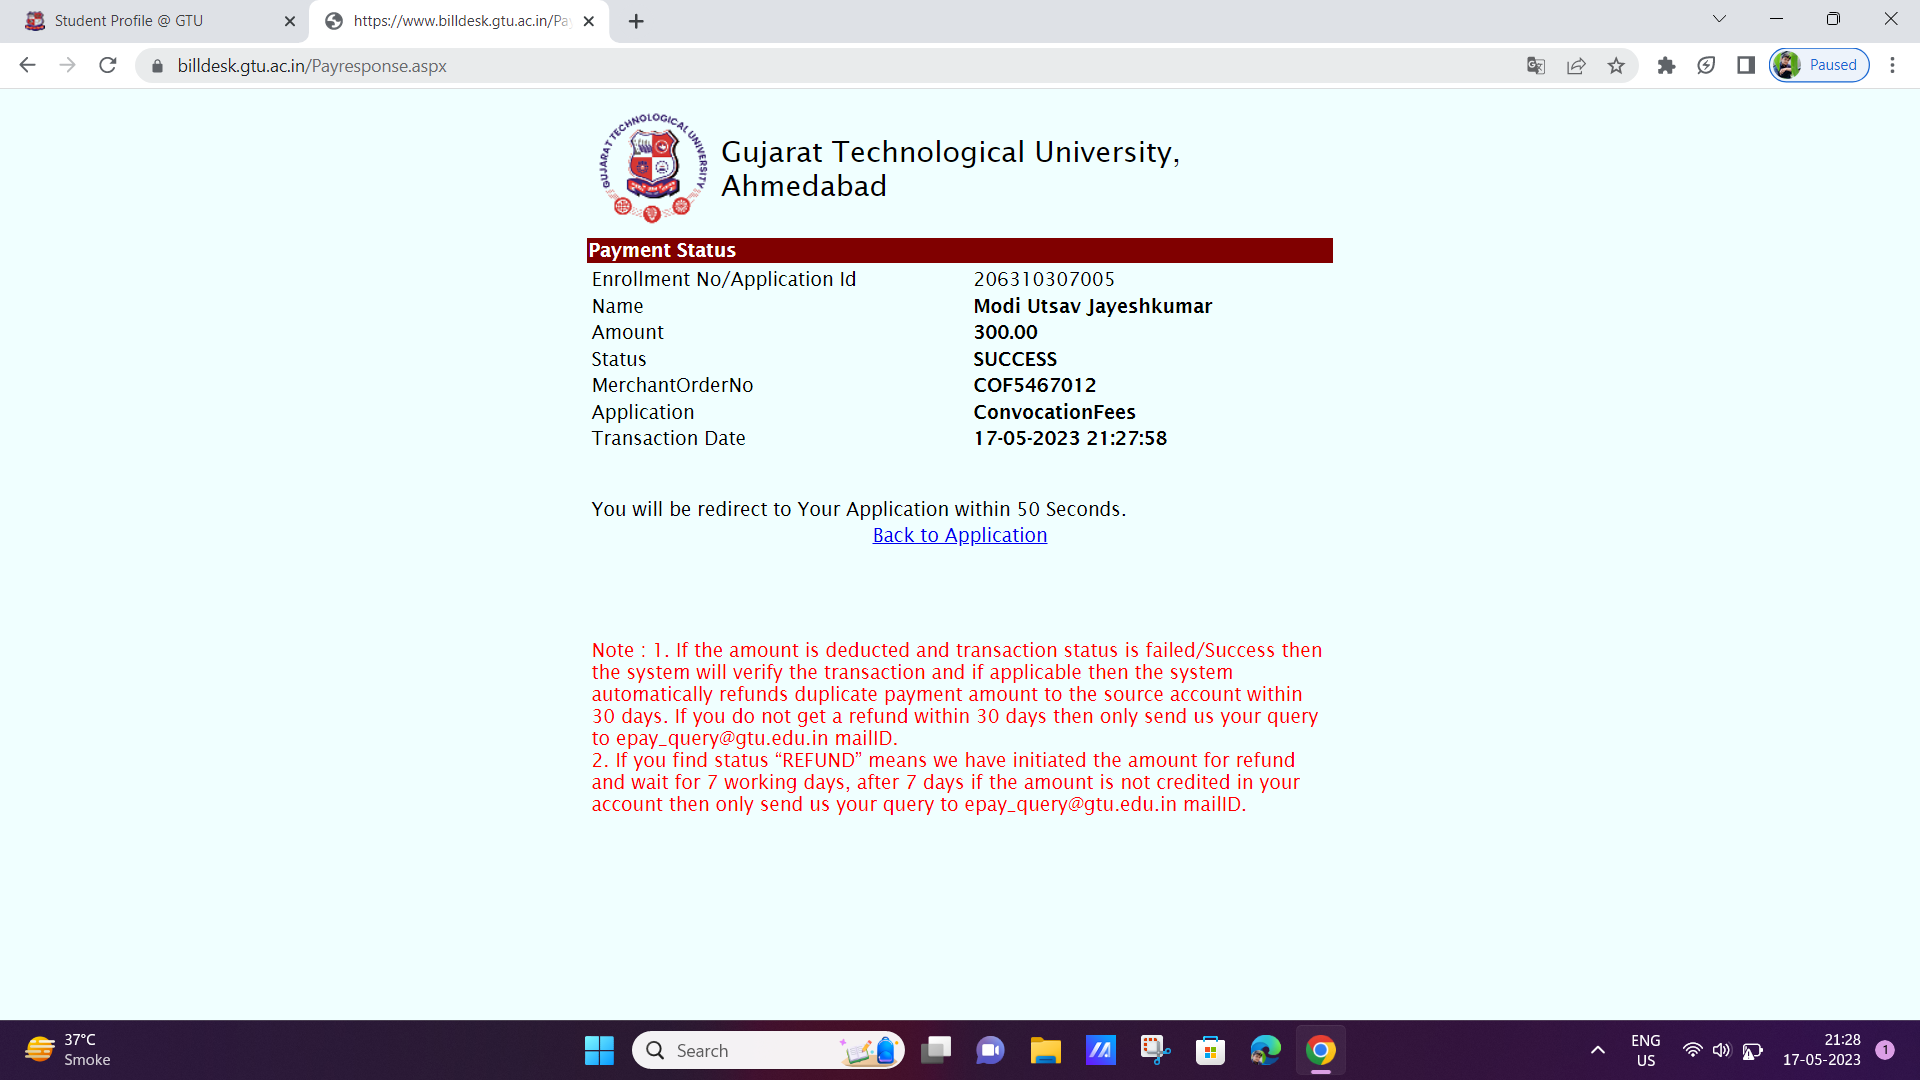 Student Profile @ GTU
https://www.billdesk.gtu.ac.in/Pa
billdesk.gtu.ac.in/Payresponse.aspx
Paused
GUJARAT TECHNOLOGICAL UNIVERSITY
Gujarat Technological University,
Ahmedabad
Payment Status
Enrollment No/Application Id 206310307005
Name Modi Utsav Jayeshkumar
Amount 300.00
Status SUCCESS
MerchantOrderNo COF5467012
Application ConvocationFees
Transaction Date 17-05-2023 21:27:58
You will be redirect to Your Application within 50 Seconds.
Back to Application
Note : 1. If the amount is deducted and transaction status is failed/Success then
the system will verify the transaction and if applicable then the system
automatically refunds duplicate payment amount to the source account within
30 days. If you do not get a refund within 30 days then only send us your query
to epay_query@gtu.edu.in mailID.
2. If you find status “REFUND” means we have initiated the amount for refund
and wait for 7 working days, after 7 days if the amount is not credited in your
account then only send us your query to epay_query@gtu.edu.in mailID.
37°C
Smoke
Search
ENG
US
21:28
17-05-2023
1